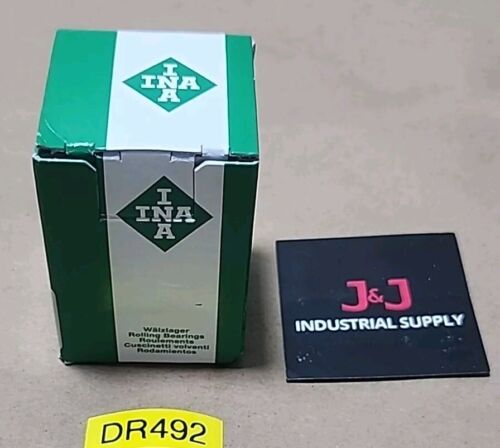 I
INA
A
I
INA
A
Wälzlager
Rolling Bearings
Roulements
Cuscinetti volventi
Rodamientos
J&J
INDUSTRIAL SUPPLY
DR492